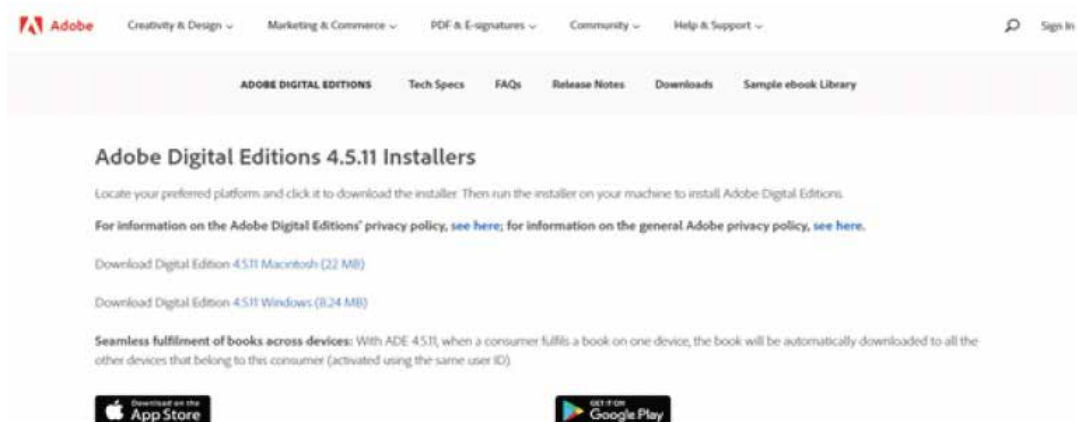 Adobe Creativity & Design Marketing & Commerce PDF & E-signatures Community Help & Support Sign In
ADOBE DIGITAL EDITIONS Tech Specs FAQs Release Notes Downloads Sample ebook Library
Adobe Digital Editions 4.5.11 Installers
Locate your preferred platform and click it to download the installer. Then run the installer on your machine to install Adobe Digital Editions.
For information on the Adobe Digital Editions' privacy policy, see here; for information on the general Adobe privacy policy, see here.
Download Digital Edition 4.5.11 Macintosh (22 MB)
Download Digital Edition 4.5.11 Windows (8.24 MB)
Seamless fulfilment of books across devices: With ADE 4.5.11, when a consumer fulfils a book on one device, the book will be automatically downloaded to all the
other devices that belong to this consumer (activated using the same user ID)
Download on the GET IT ON
App Store Google Play